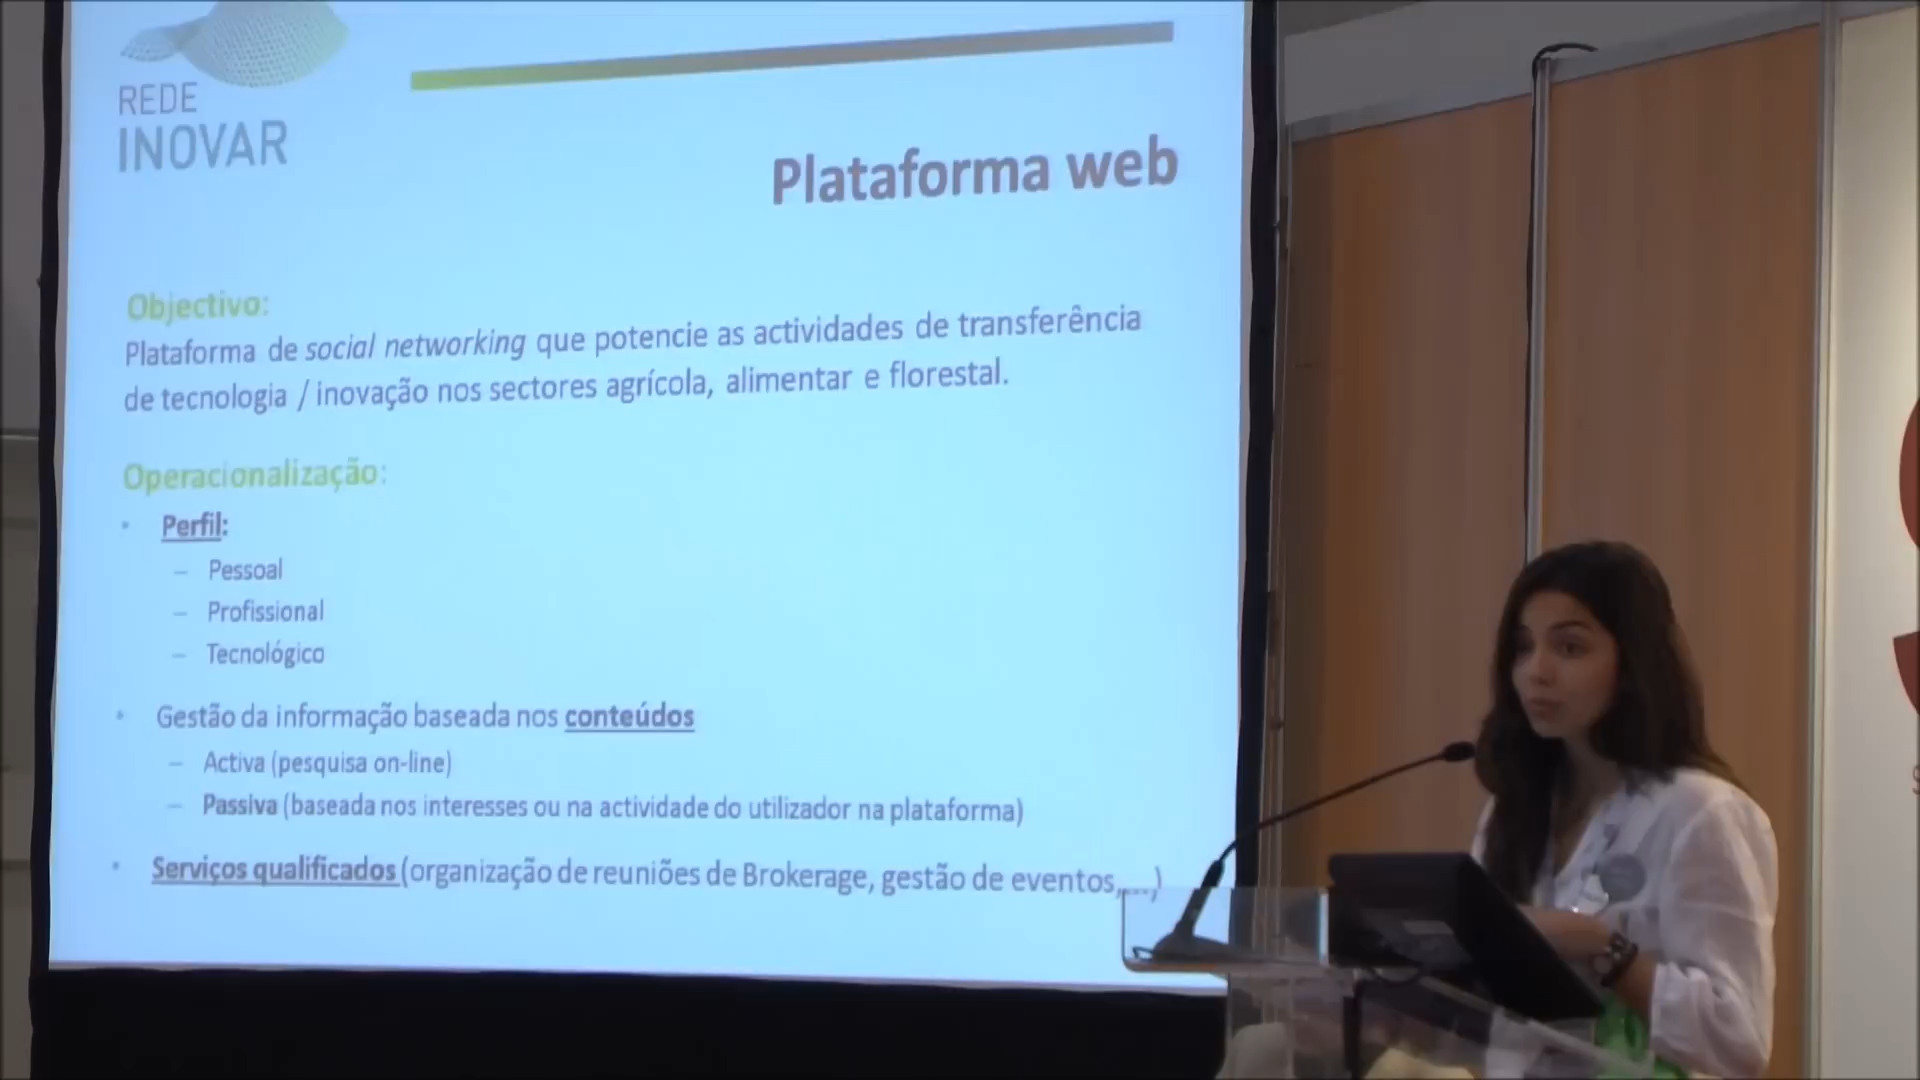 REDE
INOVAR
Plataforma web
Objectivo:
Plataforma de social networking que potencie as actividades de transferência
de tecnologia / inovação nos sectores agrícola, alimentar e florestal.
Operacionalização:
• Perfil:
– Pessoal
– Profissional
– Tecnológico
• Gestão da informação baseada nos conteúdos
– Activa (pesquisa on-line)
– Passiva (baseada nos interesses ou na actividade do utilizador na plataforma)
• Serviços qualificados (organização de reuniões de Brokerage, gestão de eventos,...)